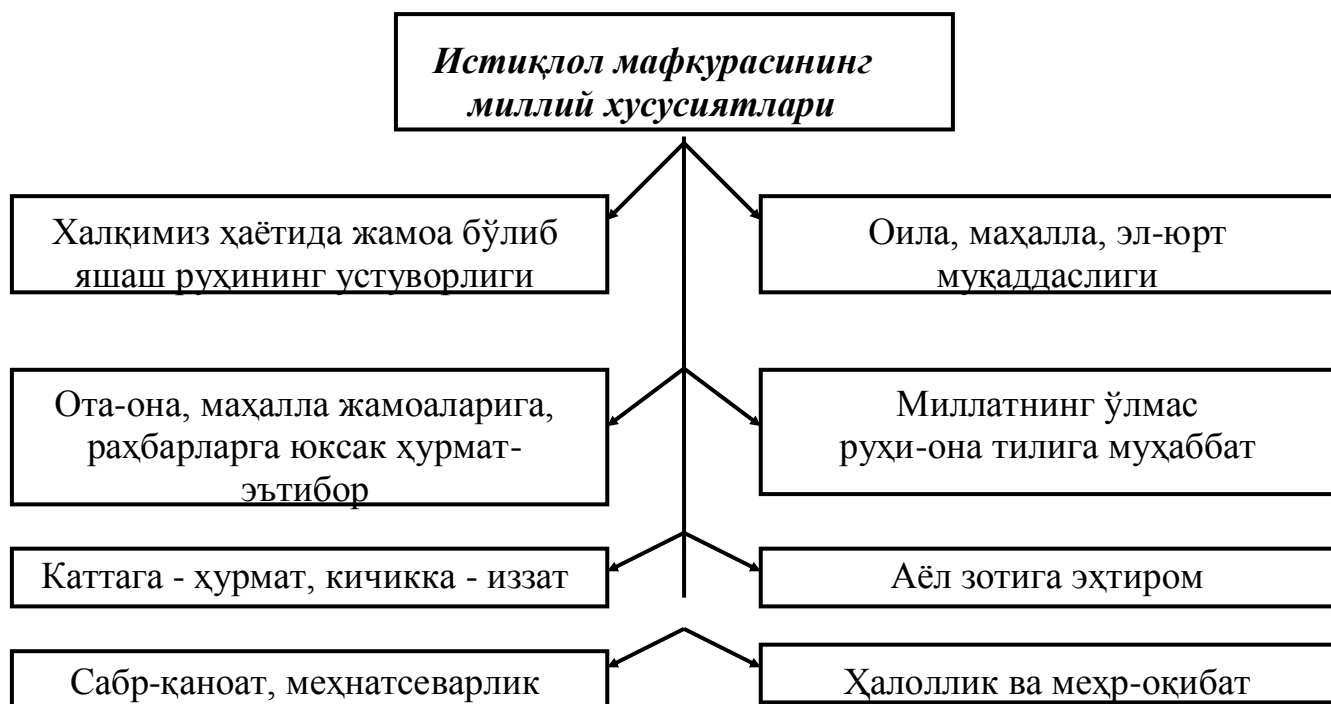 Истиқлол мафкурасининг
миллий хусусиятлари
Халқимиз ҳаётида жамоа бўлиб
яшаш руҳининг устуворлиги
Оила, маҳалла, эл-юрт
муқаддаслиги
Ота-она, маҳалла жамоаларига,
раҳбарларга юксак ҳурмат-
эътибор
Миллатнинг ўлмас
руҳи-она тилига муҳаббат
Каттага - ҳурмат, кичикка - иззат
Аёл зотига эҳтиром
Сабр-қаноат, меҳнатсеварлик
Ҳалоллик ва меҳр-оқибат